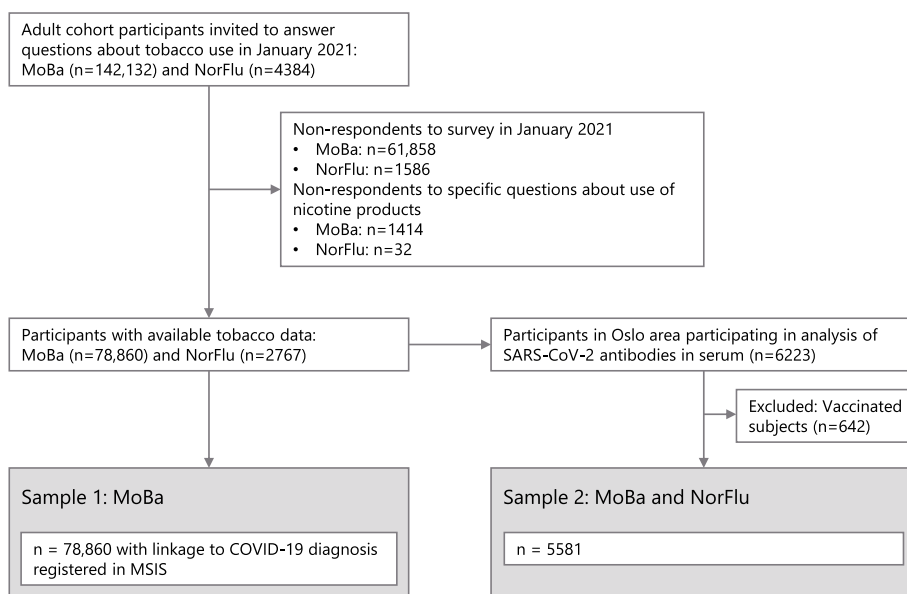 Adult cohort participants invited to answer
questions about tobacco use in January 2021:
MoBa (n=142,132) and NorFlu (n=4384)
Non-respondents to survey in January 2021
• MoBa: n=61,858
• NorFlu: n=1586
Non-respondents to specific questions about use of
nicotine products
• MoBa: n=1414
• NorFlu: n=32
Participants with available tobacco data:
MoBa (n=78,860) and NorFlu (n=2767)
Participants in Oslo area participating in analysis of
SARS-CoV-2 antibodies in serum (n=6223)
Excluded: Vaccinated
subjects (n=642)
Sample 1: MoBa
n = 78,860 with linkage to COVID-19 diagnosis
registered in MSIS
Sample 2: MoBa and NorFlu
n = 5581